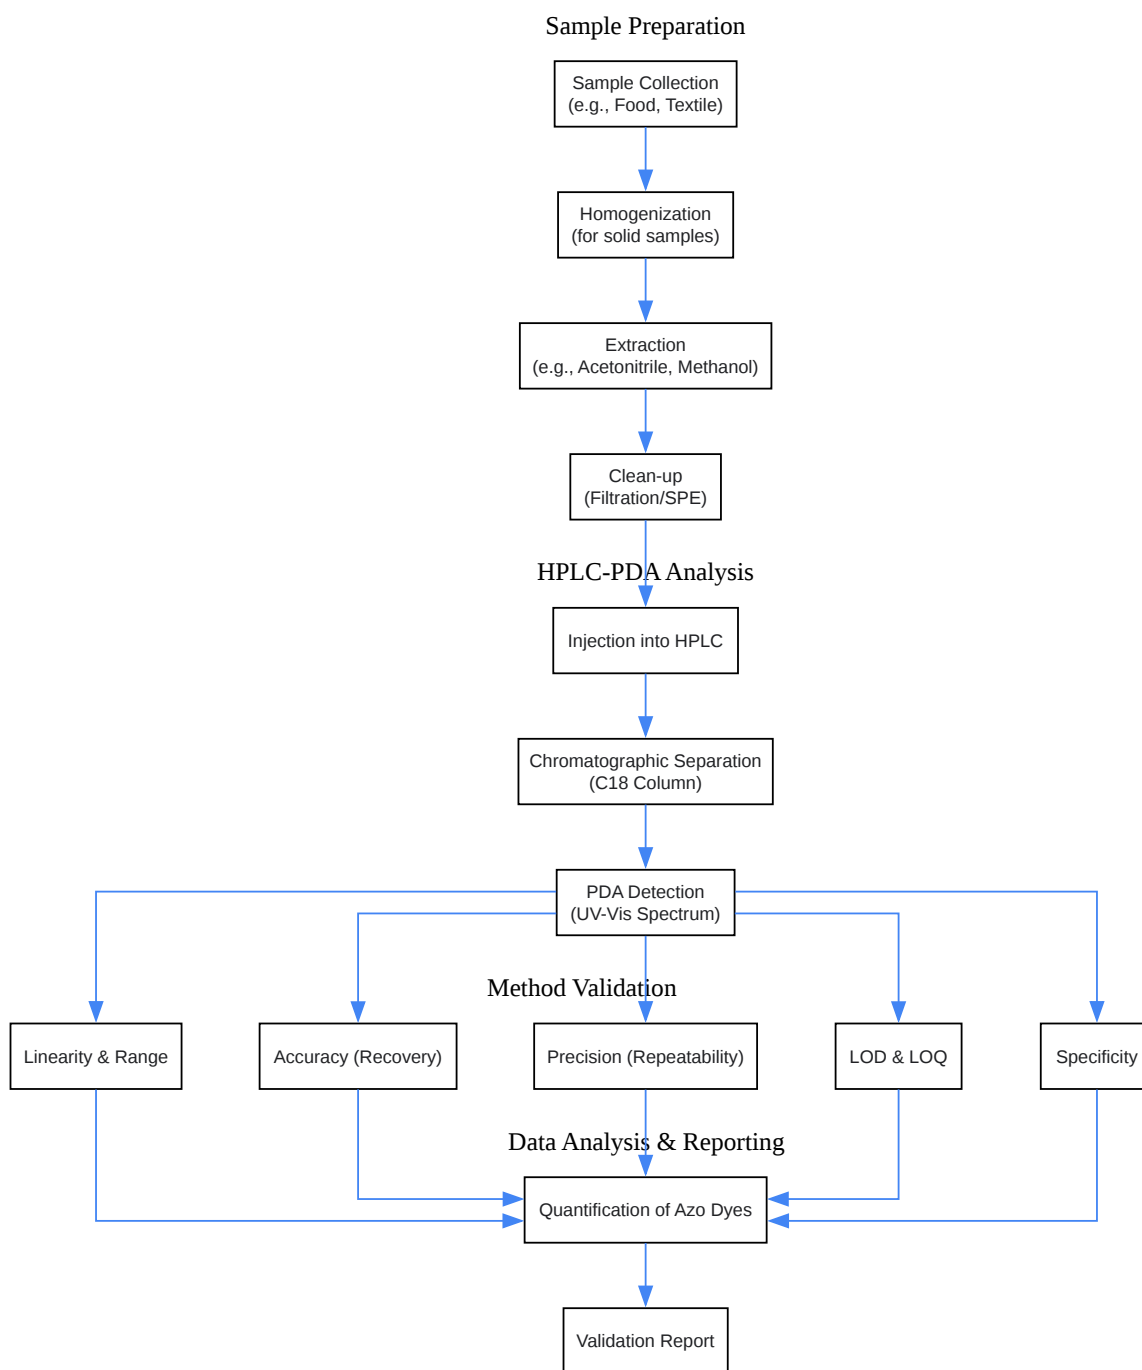 Sample Preparation
Sample Collection
(e.g., Food, Textile)
Homogenization
(for solid samples)
Extraction
(e.g., Acetonitrile, Methanol)
Clean-up
(Filtration/SPE)
HPLC-PDA Analysis
Injection into HPLC
Chromatographic Separation
(C18 Column)
PDA Detection
(UV-Vis Spectrum)
Method Validation
Linearity & Range
Accuracy (Recovery)
Precision (Repeatability)
LOD & LOQ
Specificity
Data Analysis & Reporting
Quantification of Azo Dyes
Validation Report